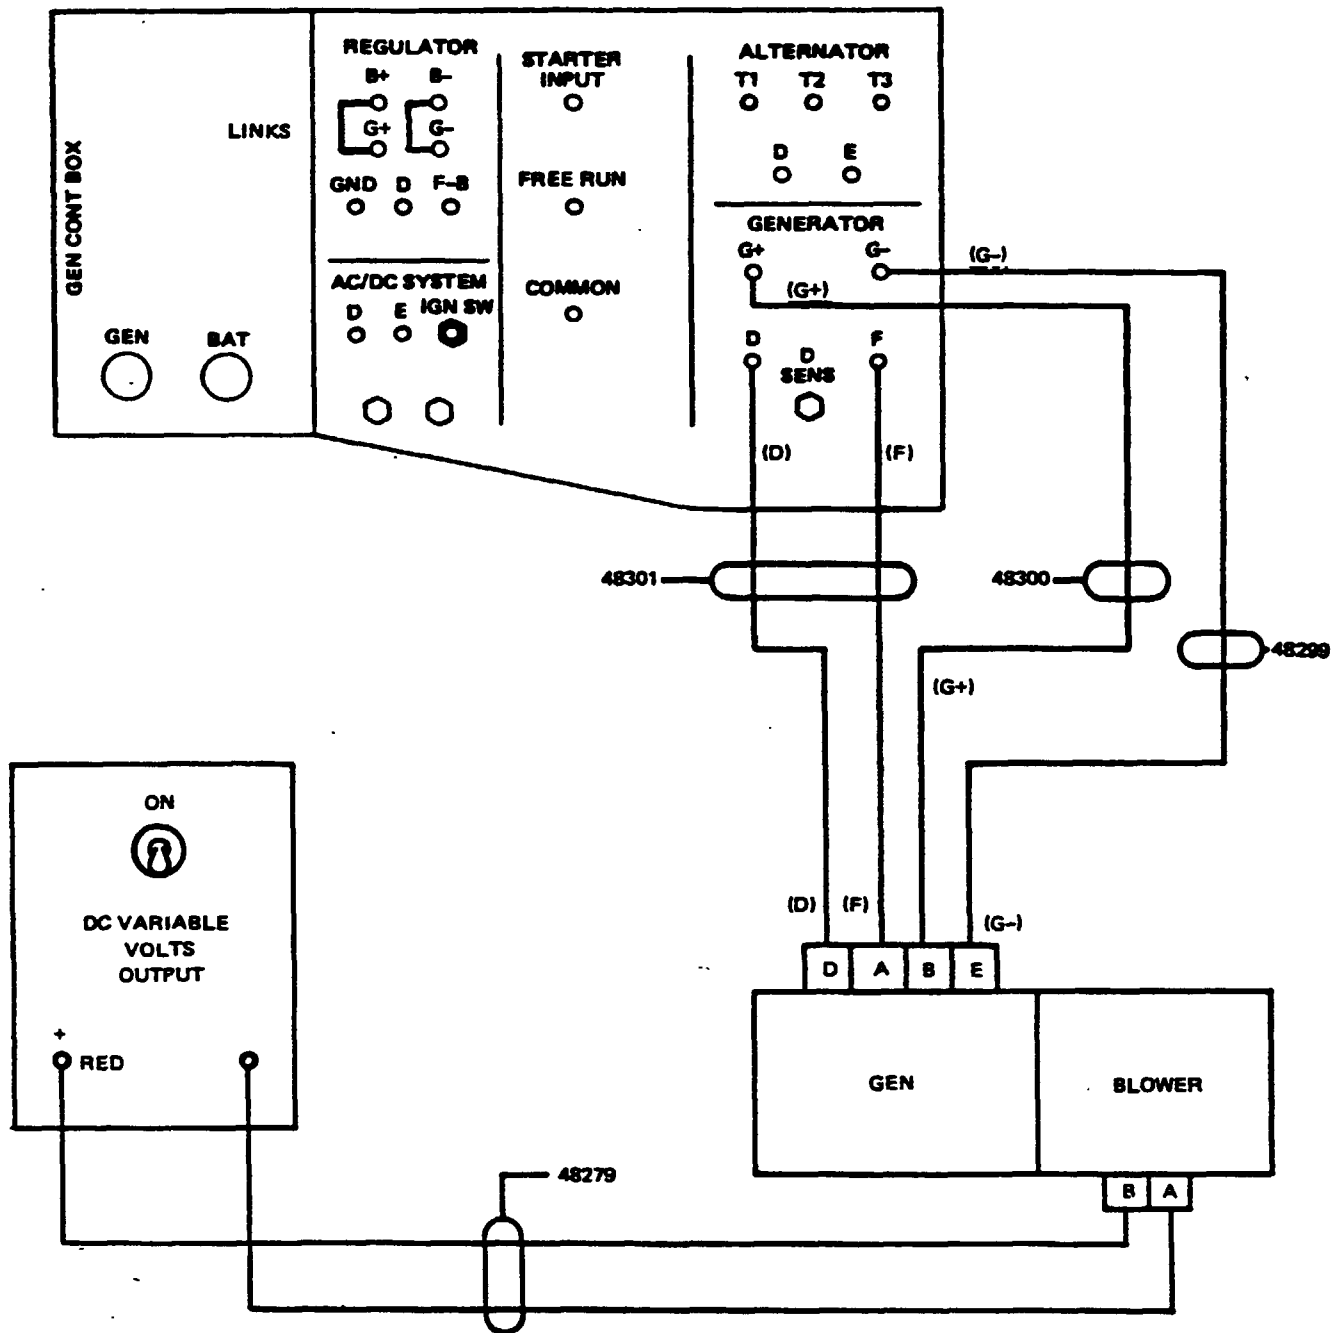 GEN CONT BOX
LINKS
GEN
BAT
REGULATOR
B+ B-
G+ G-
GND D F-B
AC/DC SYSTEM
D E IGN SW
STARTER
INPUT
FREE RUN
COMMON
ALTERNATOR
T1 T2 T3
D E
GENERATOR
G+ G-
(G-)
(G+)
D F
D
SENS
(D) (F)
48301
48300
48299
(G+)
ON
DC VARIABLE
VOLTS
OUTPUT
+
RED
(D) (F) (G-)
D A B E
GEN
BLOWER
B A
48279